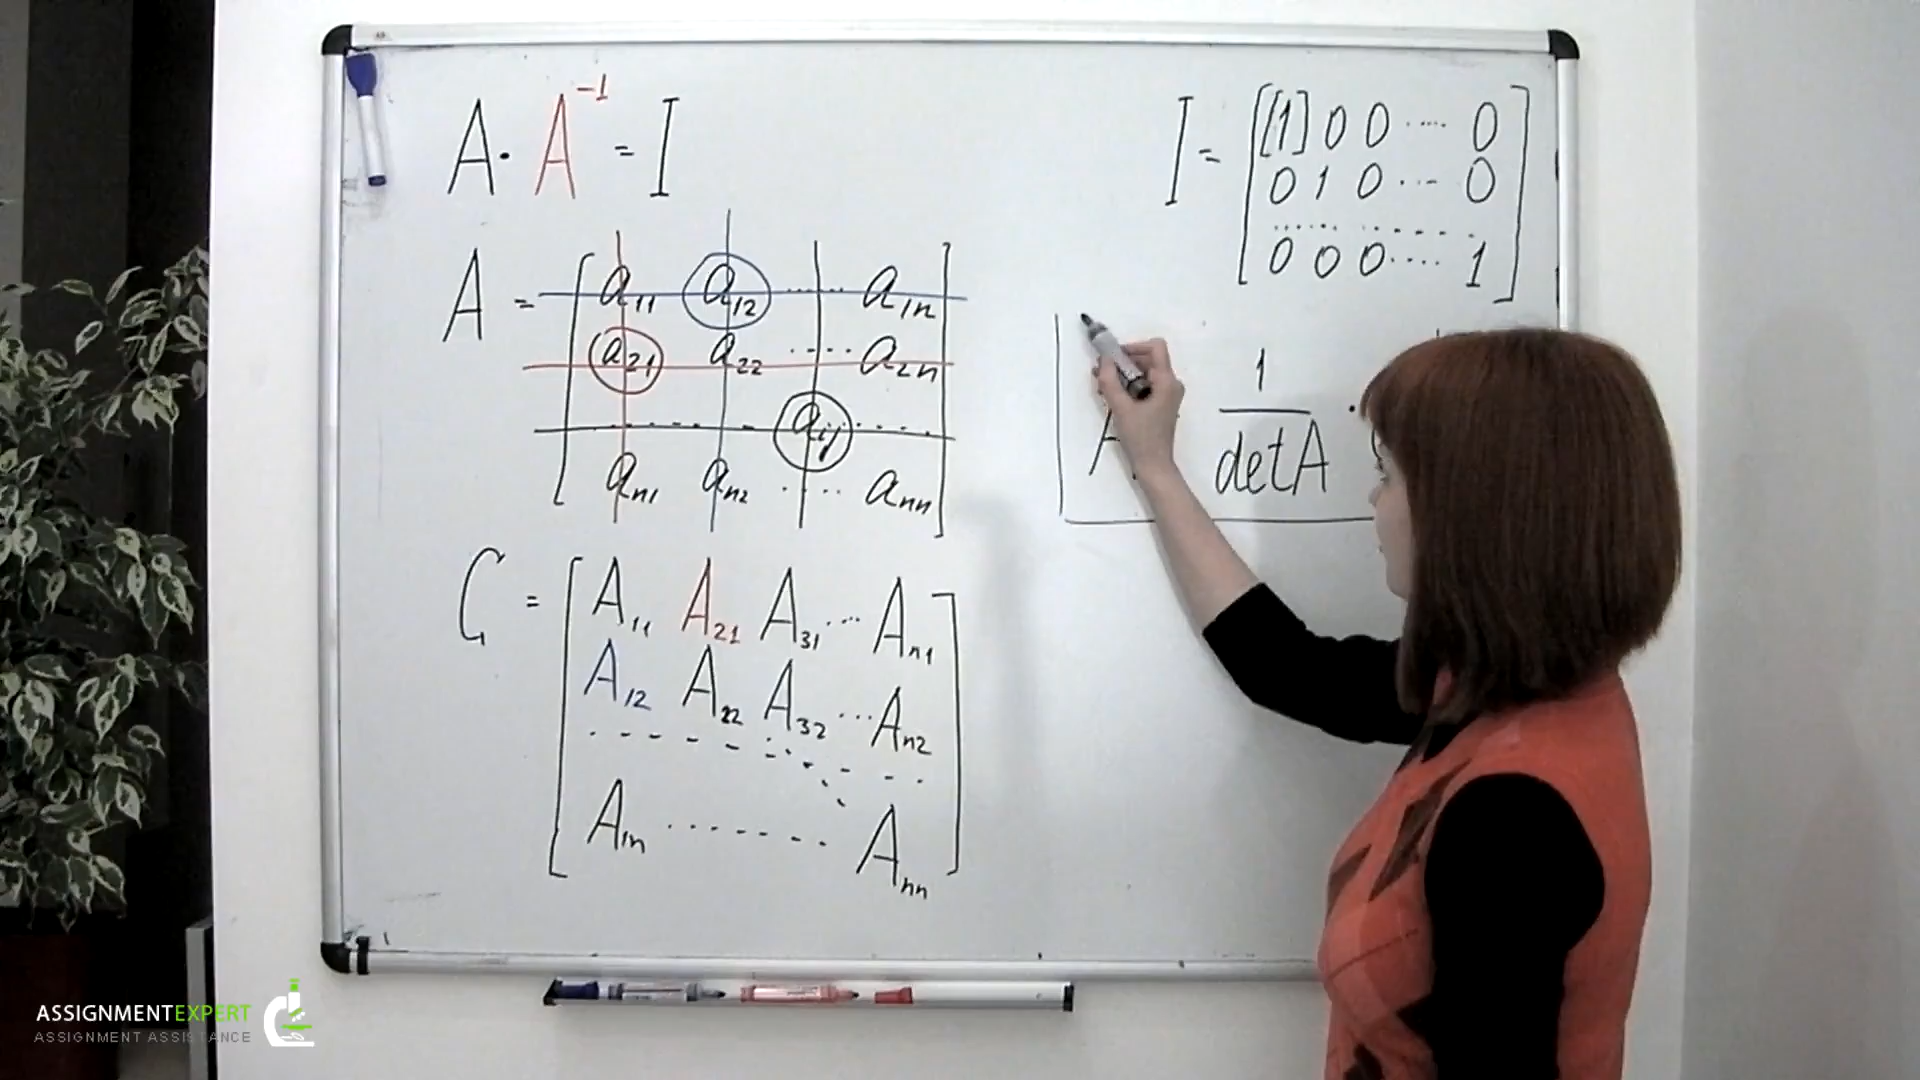 A · A⁻¹ = I
A = [ a₁₁ a₁₂ ...... a₁ₙ
a₂₁ a₂₂ ..... a₂ₙ
........ aᵢⱼ ......
aₙ₁ aₙ₂ ..... aₙₙ ]
C = [ A₁₁ A₂₁ A₃₁ ... Aₙ₁
A₁₂ A₂₂ A₃₂ ... Aₙ₂
..............
A₁ₙ ........ Aₙₙ ]
I = [ [1] 0 0 ..... 0
0 1 0 .... 0
............
0 0 0 .... 1 ]
A 1/detA ·
ASSIGNMENTEXPERT
ASSIGNMENT ASSISTANCE